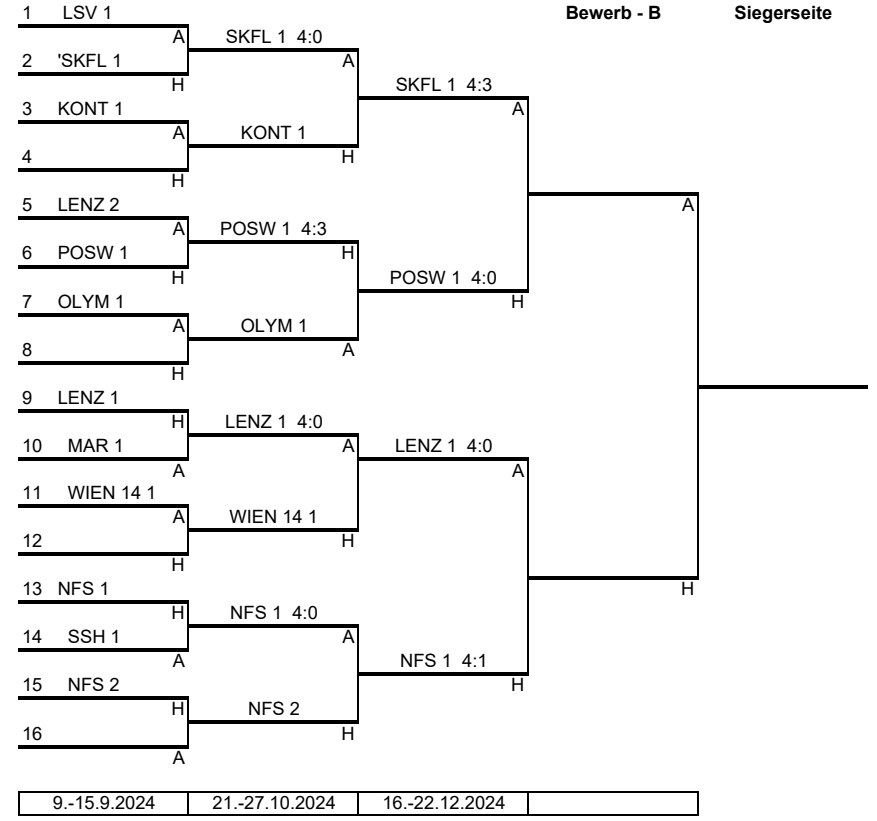 1 LSV 1 Bewerb - B Siegerseite
A SKFL 1 4:0
2 'SKFL 1 A
H SKFL 1 4:3
3 KONT 1 A
A KONT 1
4 H
H
5 LENZ 2 A
A POSW 1 4:3
6 POSW 1 H
H POSW 1 4:0
7 OLYM 1 H
A OLYM 1
8 A
H
9 LENZ 1
H LENZ 1 4:0
10 MAR 1 A LENZ 1 4:0
A A
11 WIEN 14 1
A WIEN 14 1
12 H
H
13 NFS 1 H
H NFS 1 4:0
14 SSH 1 A
A NFS 1 4:1
15 NFS 2 H
H NFS 2
16 H
A
9.-15.9.2024 21.-27.10.2024 16.-22.12.2024